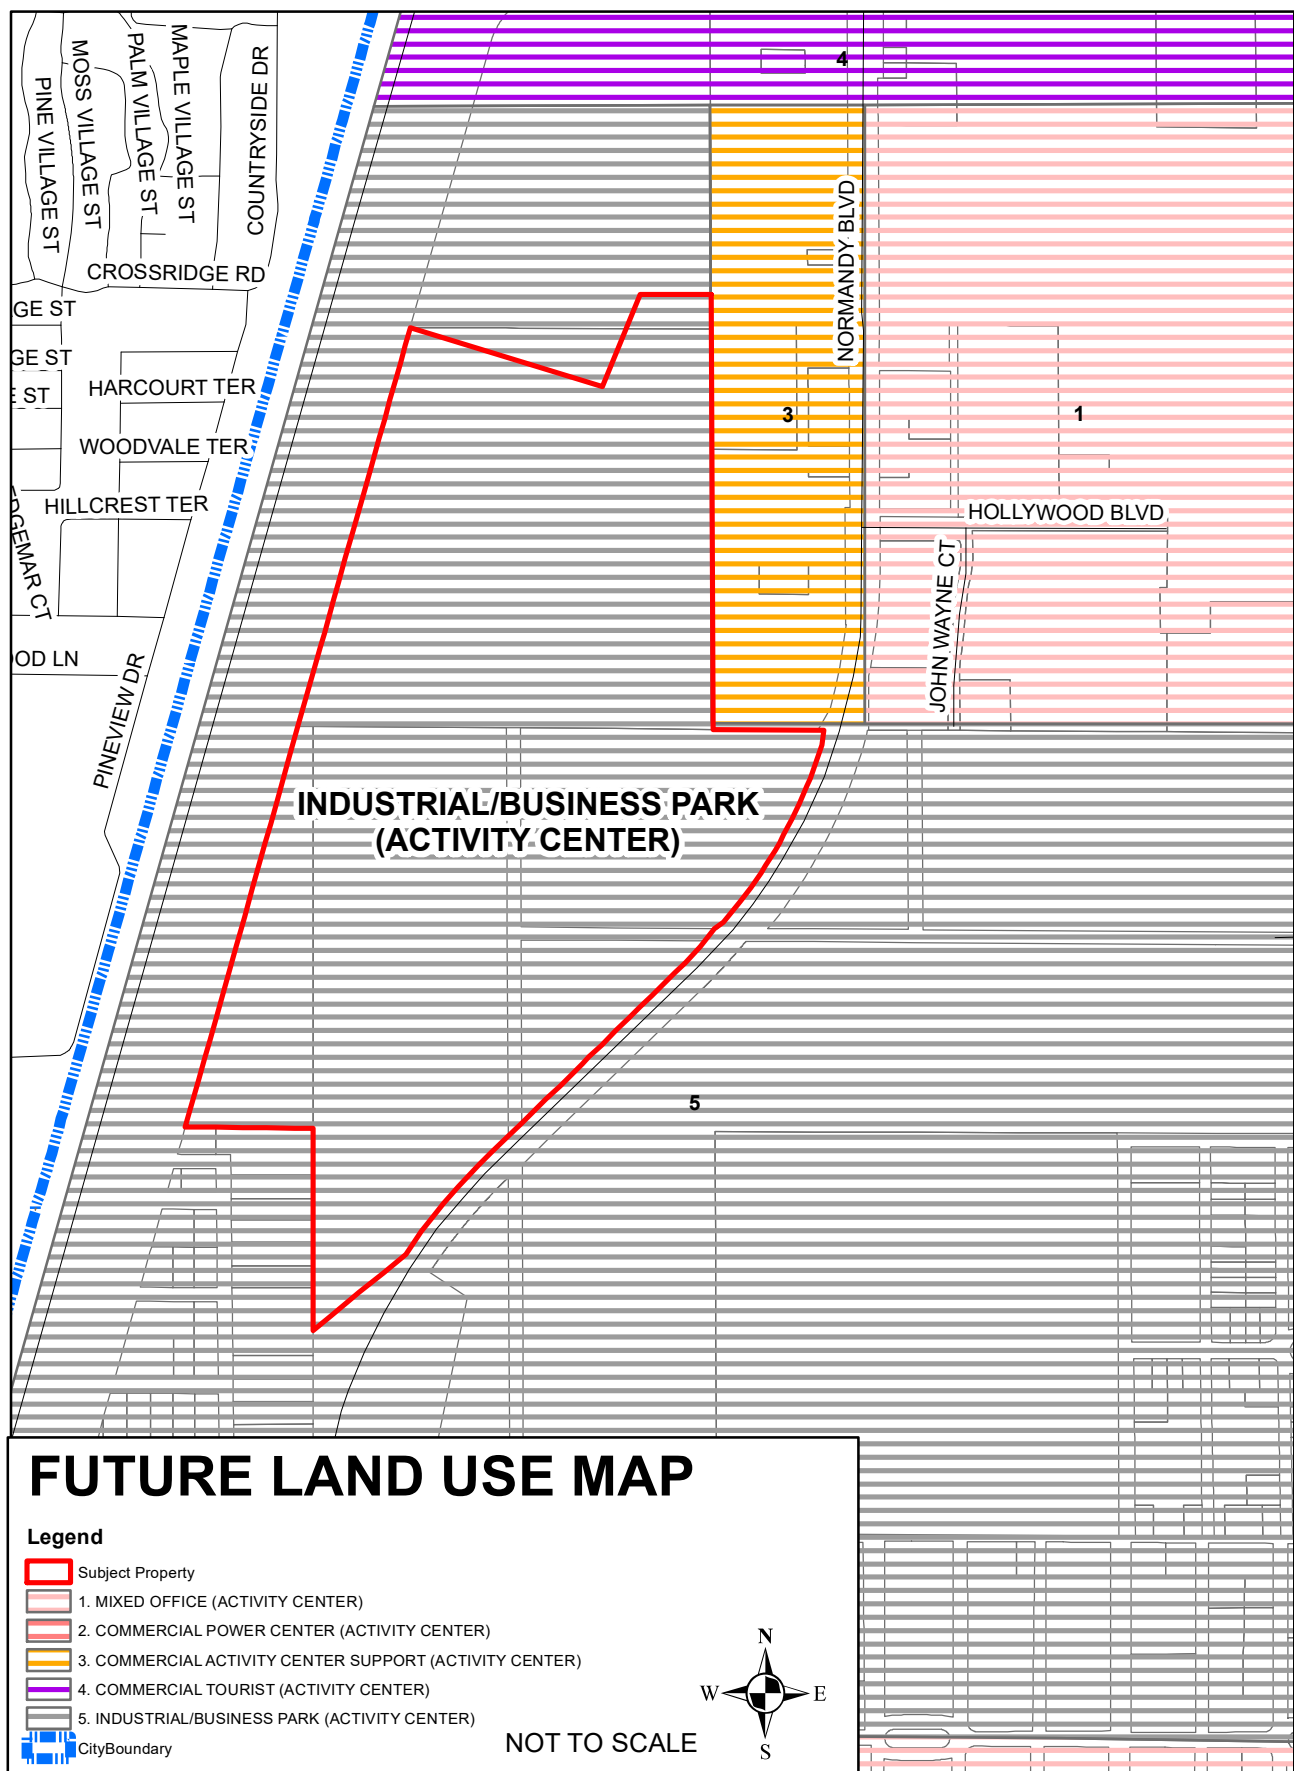 4
PINE VILLAGE ST
MOSS VILLAGE ST
PALM VILLAGE ST
MAPLE VILLAGE ST
COUNTRYSIDE DR
NORMANDY BLVD
CROSSRIDGE RD
GE ST
GE ST
HARCOURT TER
E ST
3
1
WOODVALE TER
HILLCREST TER
HOLLYWOOD BLVD
DGEMAR CT
JOHN WAYNE CT
OOD LN
PINEVIEW DR
INDUSTRIAL/BUSINESS PARK
(ACTIVITY CENTER)
5
FUTURE LAND USE MAP
Legend
Subject Property
1. MIXED OFFICE (ACTIVITY CENTER)
2. COMMERCIAL POWER CENTER (ACTIVITY CENTER)
3. COMMERCIAL ACTIVITY CENTER SUPPORT (ACTIVITY CENTER)
4. COMMERCIAL TOURIST (ACTIVITY CENTER)
5. INDUSTRIAL/BUSINESS PARK (ACTIVITY CENTER)
CityBoundary
NOT TO SCALE
N
W E
S